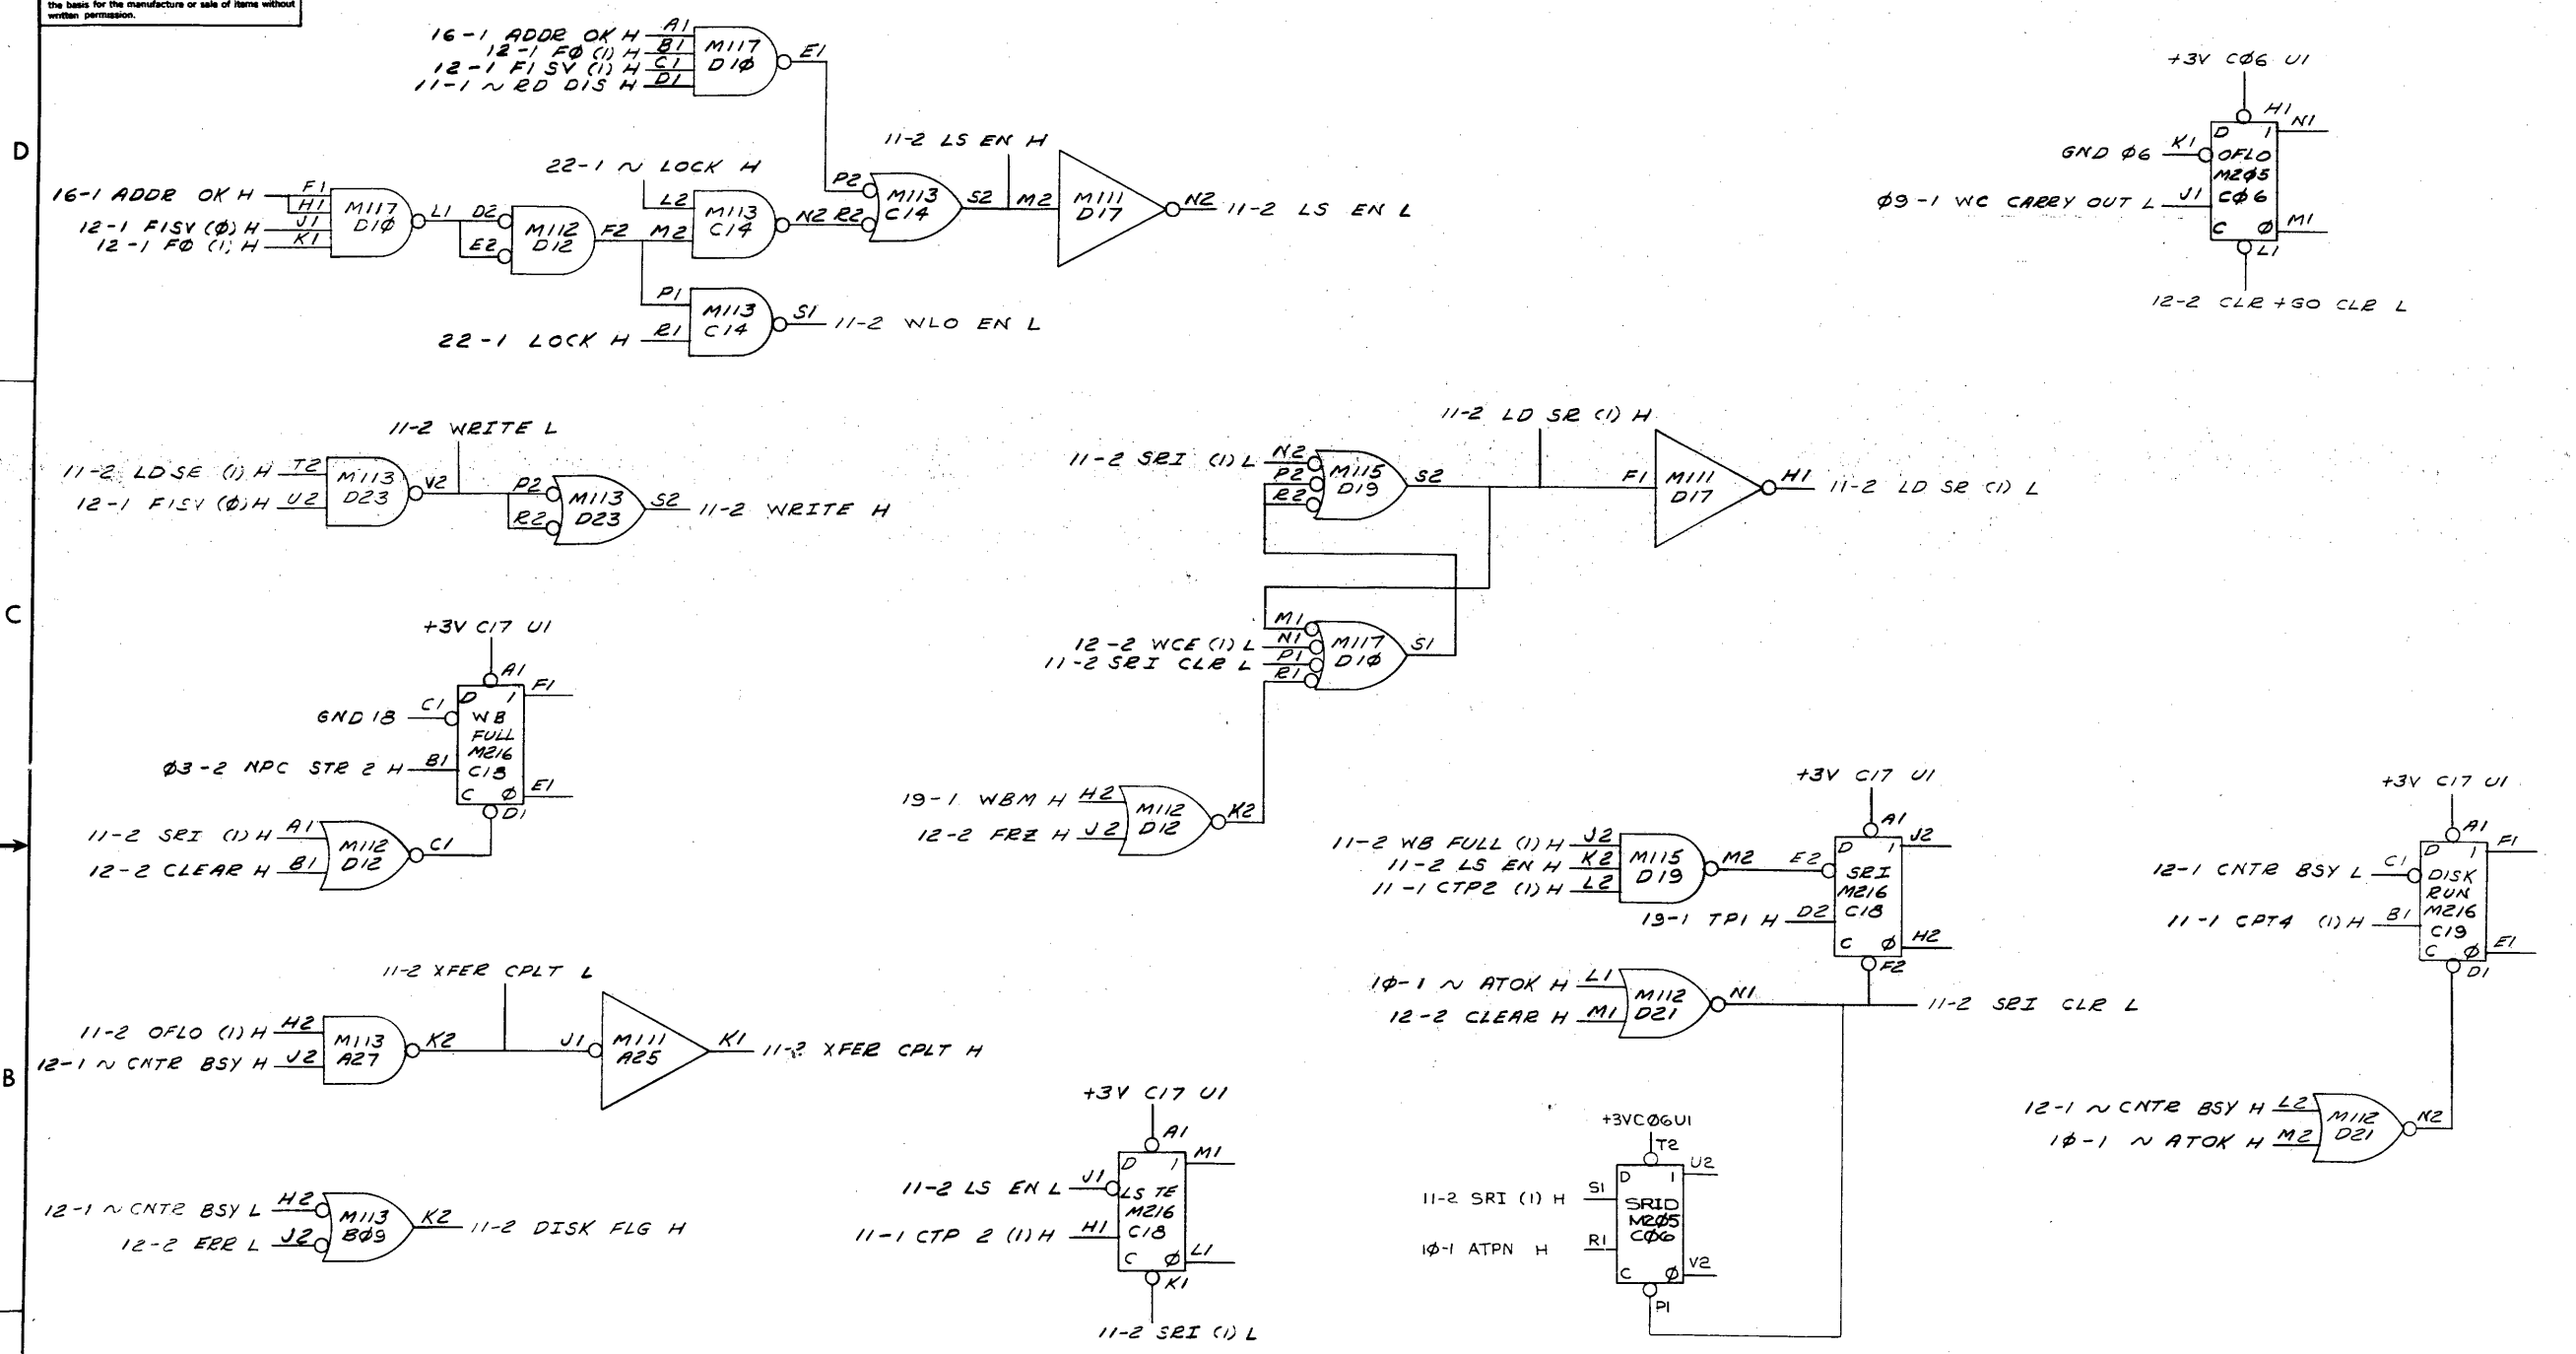 the basis for the manufacture or sale of items without
written permission.
D
16-1 ADDR OK H A1
12-1 FØ (1) H B1
12-1 F1 SV (1) H C1
11-1 ~ RD DIS H D1
M117
D1Ø
E1
16-1 ADDR OK H F1
H1
12-1 F1SV (Ø) H J1
12-1 FØ (1) H K1
M117
D1Ø
L1
D2
E2
M112
D12
F2
22-1 ~ LOCK H
L2
M2
M113
C14
N2
P2
R2
M113
C14
S2
11-2 LS EN H
M2
M111
D17
N2 11-2 LS EN L
P1
22-1 LOCK H R1
M113
C14
S1 11-2 WLO EN L
+3V CØ6 U1
H1
GND Ø6 K1
Ø9-1 WC CARRY OUT L J1
D 1
OFLO
M2Ø5
CØ6
C Ø
N1
M1
L1
12-2 CLR +GO CLR L
C
11-2 WRITE L
11-2 LDSR (1) H T2
12-1 F1SV (Ø) H U2
M113
D23
V2
P2
R2
M113
D23
S2 11-2 WRITE H
11-2 LD SR (1) H
11-2 SRI (1) L N2
P2
R2
M115
D19
S2
F1
M111
D17
H1 11-2 LD SR (1) L
M1
12-2 WCE (1) L N1
11-2 SRI CLR L P1
R1
M117
D1Ø
S1
19-1 WBM H H2
12-2 FRZ H J2
M112
D12
K2
+3V C17 U1
A1
GND 18 C1
Ø3-2 NPC STR 2 H B1
D 1
WB
FULL
M216
C18
C Ø
F1
E1
D1
11-2 SRI (1) H A1
12-2 CLEAR H B1
M112
D12
C1
+3V C17 U1
A1
11-2 WB FULL (1) H J2
11-2 LS EN H K2
11-1 CTP2 (1) H L2
M115
D19
M2
E2
19-1 TP1 H D2
D 1
SRI
M216
C18
C Ø
J2
H2
F2
1Ø-1 ~ ATOK H L1
12-2 CLEAR H M1
M112
D21
N1
11-2 SRI CLR L
+3V C17 U1
A1
12-1 CNTR BSY L C1
11-1 CPT4 (1) H B1
D 1
DISK
RUN
M216
C19
C Ø
F1
E1
D1
12-1 ~ CNTR BSY H L2
1Ø-1 ~ ATOK H M2
M112
D21
N2
B
11-2 XFER CPLT L
11-2 OFLO (1) H H2
12-1 ~ CNTR BSY H J2
M113
A27
K2
J1
M111
A25
K1 11-2 XFER CPLT H
12-1 ~ CNTR BSY L H2
12-2 ERR L J2
M113
BØ9
K2 11-2 DISK FLG H
+3V C17 U1
A1
11-2 LS EN L J1
11-1 CTP 2 (1) H H1
D 1
LS TE
M216
C18
C Ø
M1
L1
K1
11-2 SRI (1) L
+3VCØ6U1
T2
11-2 SRI (1) H S1
1Ø-1 ATPN H R1
D 1
SRID
M2Ø5
CØ6
C Ø
U2
V2
P1